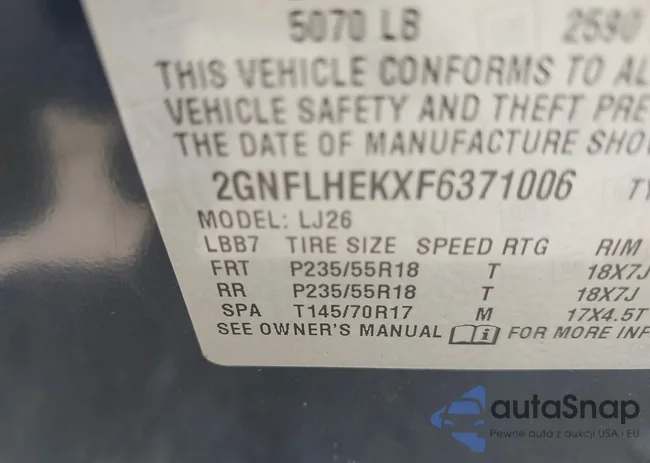 5070 LB 2590
THIS VEHICLE CONFORMS TO AL
VEHICLE SAFETY AND THEFT PRE
THE DATE OF MANUFACTURE SHO
2GNFLHEKXF6371006 TY
MODEL: LJ26
LBB7 TIRE SIZE SPEED RTG RIM
FRT P235/55R18 T 18X7J
RR P235/55R18 T 18X7J
SPA T145/70R17 M 17X4.5T
SEE OWNER'S MANUAL FOR MORE INF
autaSnap
Pewne auta z aukcji USA i EU